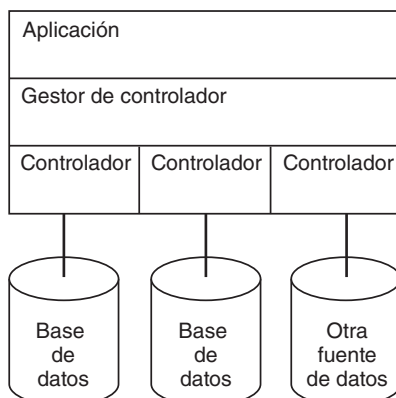 Aplicación
Gestor de controlador
Controlador Controlador Controlador
Base de datos
Base de datos
Otra fuente de datos